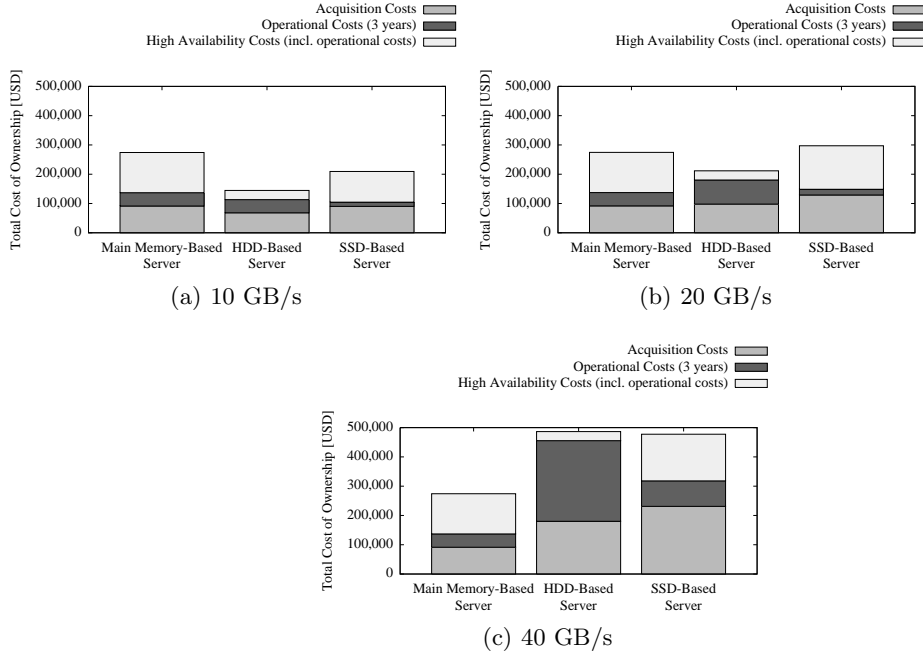 Acquisition Costs
Operational Costs (3 years)
High Availability Costs (incl. operational costs)
Total Cost of Ownership [USD]
500,000
400,000
300,000
200,000
100,000
0
Main Memory-Based Server
HDD-Based Server
SSD-Based Server
(a) 10 GB/s
Acquisition Costs
Operational Costs (3 years)
High Availability Costs (incl. operational costs)
Total Cost of Ownership [USD]
500,000
400,000
300,000
200,000
100,000
0
Main Memory-Based Server
HDD-Based Server
SSD-Based Server
(b) 20 GB/s
Acquisition Costs
Operational Costs (3 years)
High Availability Costs (incl. operational costs)
Total Cost of Ownership [USD]
500,000
400,000
300,000
200,000
100,000
0
Main Memory-Based Server
HDD-Based Server
SSD-Based Server
(c) 40 GB/s